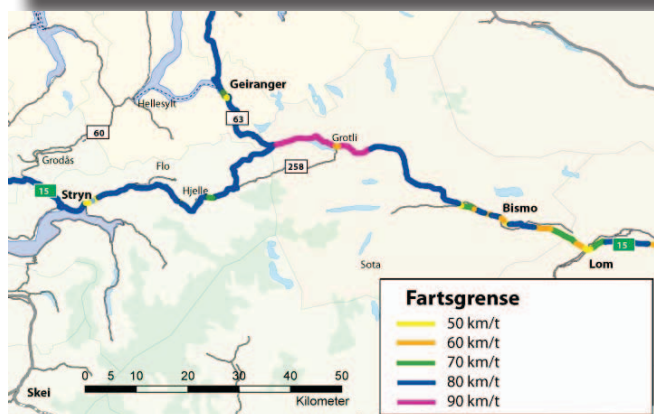 Geiranger
Hellesylt
63
60
Grotli
Grodås
Flo
258
15
Stryn
Hjelle
Bismo
15
Sota
Lom
Fartsgrense
50 km/t
60 km/t
70 km/t
80 km/t
90 km/t
Skei
0 5 10 20 30 40 50
Kilometer